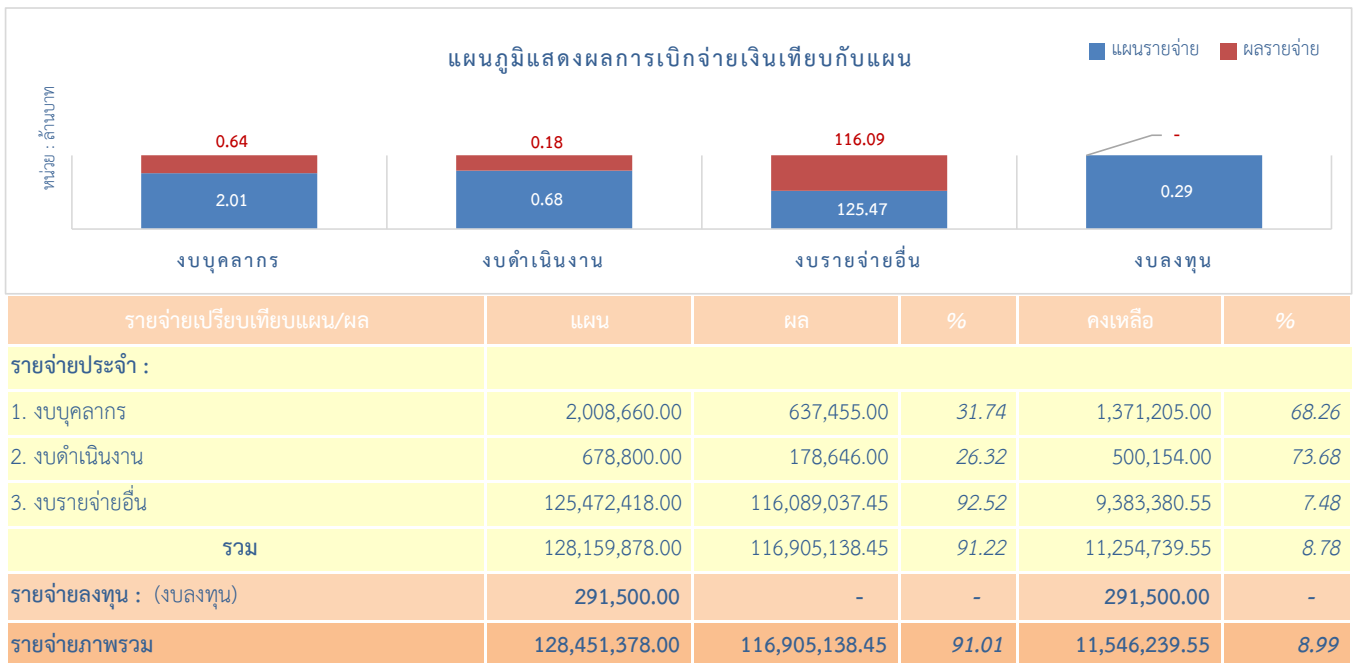 แผนภูมิแสดงผลการเบิกจ่ายเงินเทียบกับแผน
แผนรายจ่าย ผลรายจ่าย
หน่วย : ล้านบาท
0.64 0.18 116.09 -
2.01 0.68 125.47 0.29
งบบุคลากร งบดำเนินงาน งบรายจ่ายอื่น งบลงทุน
รายจ่ายเปรียบเทียบแผน/ผล แผน ผล % คงเหลือ %
รายจ่ายประจำ :
1. งบบุคลากร 2,008,660.00 637,455.00 31.74 1,371,205.00 68.26
2. งบดำเนินงาน 678,800.00 178,646.00 26.32 500,154.00 73.68
3. งบรายจ่ายอื่น 125,472,418.00 116,089,037.45 92.52 9,383,380.55 7.48
รวม 128,159,878.00 116,905,138.45 91.22 11,254,739.55 8.78
รายจ่ายลงทุน : (งบลงทุน) 291,500.00 - - 291,500.00 -
รายจ่ายภาพรวม 128,451,378.00 116,905,138.45 91.01 11,546,239.55 8.99